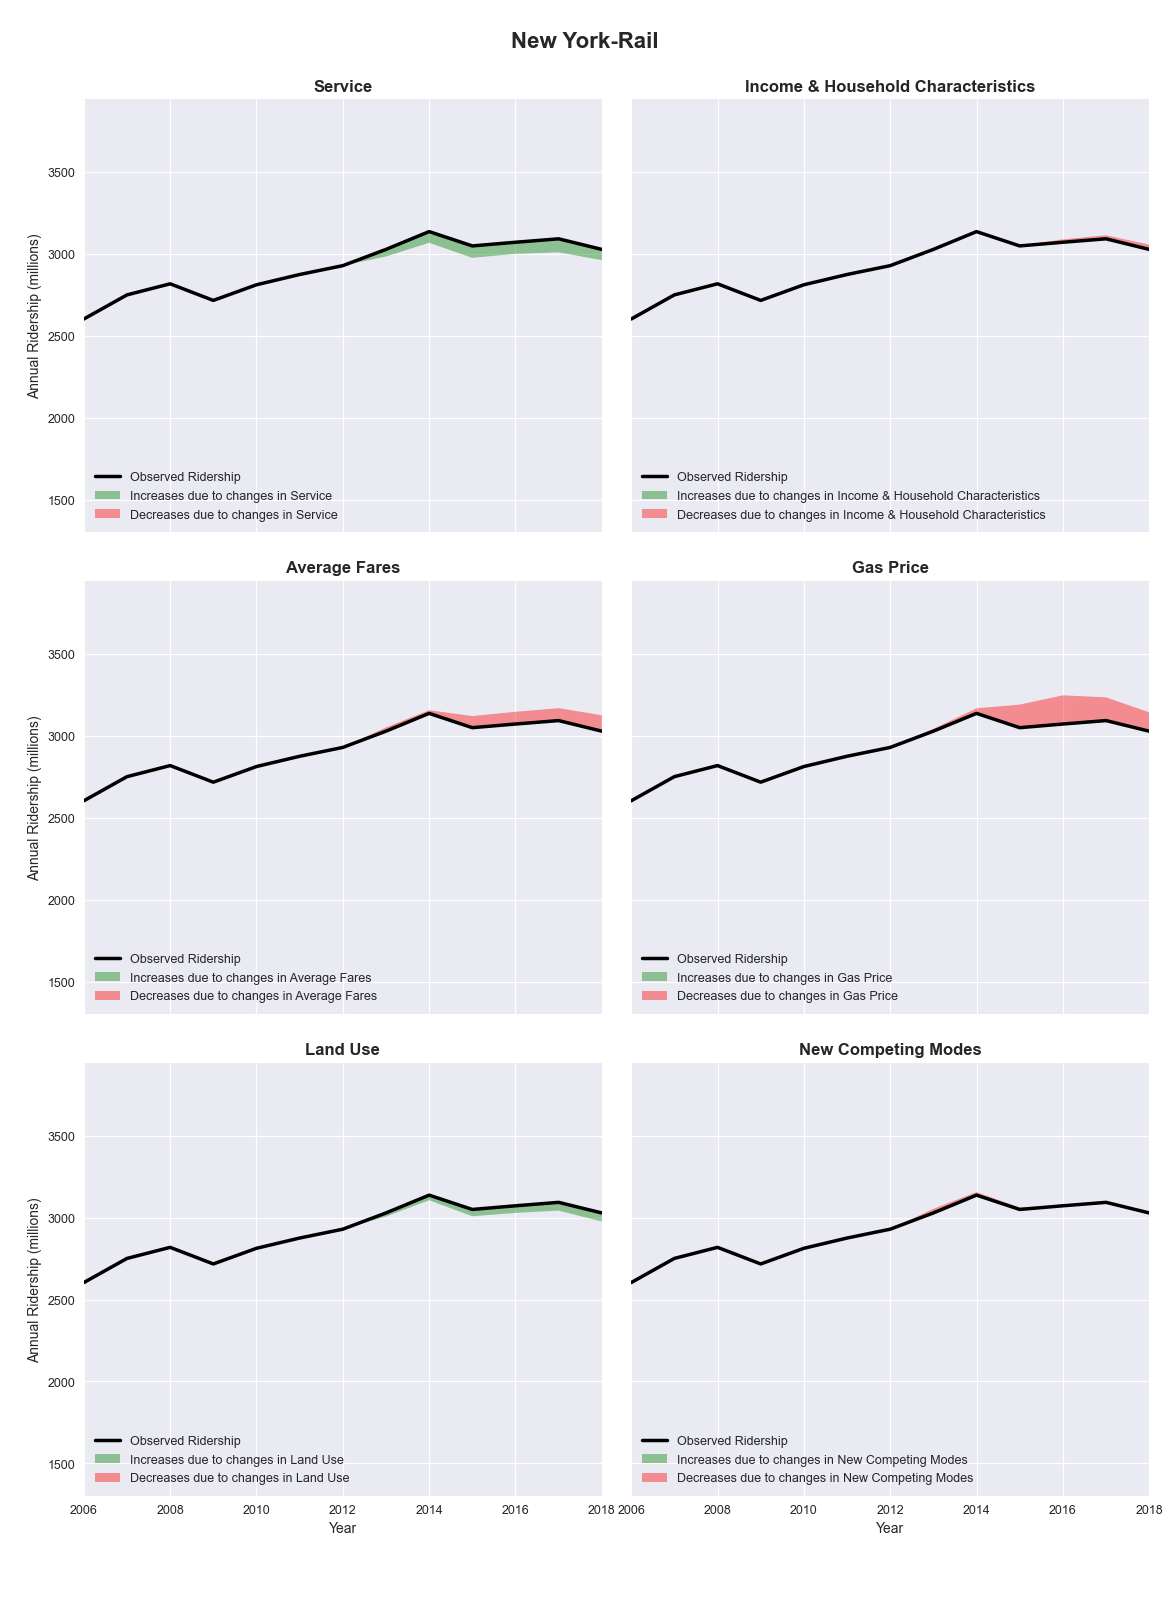 New York-Rail
Service
Income & Household Characteristics
3500
3000
2500
2000
1500
Annual Ridership (millions)
Observed Ridership
Increases due to changes in Service
Decreases due to changes in Service
Observed Ridership
Increases due to changes in Income & Household Characteristics
Decreases due to changes in Income & Household Characteristics
Average Fares
Gas Price
3500
3000
2500
2000
1500
Annual Ridership (millions)
Observed Ridership
Increases due to changes in Average Fares
Decreases due to changes in Average Fares
Observed Ridership
Increases due to changes in Gas Price
Decreases due to changes in Gas Price
Land Use
New Competing Modes
3500
3000
2500
2000
1500
Annual Ridership (millions)
Observed Ridership
Increases due to changes in Land Use
Decreases due to changes in Land Use
Observed Ridership
Increases due to changes in New Competing Modes
Decreases due to changes in New Competing Modes
2006 2008 2010 2012 2014 2016 2018
2006 2008 2010 2012 2014 2016 2018
Year
Year